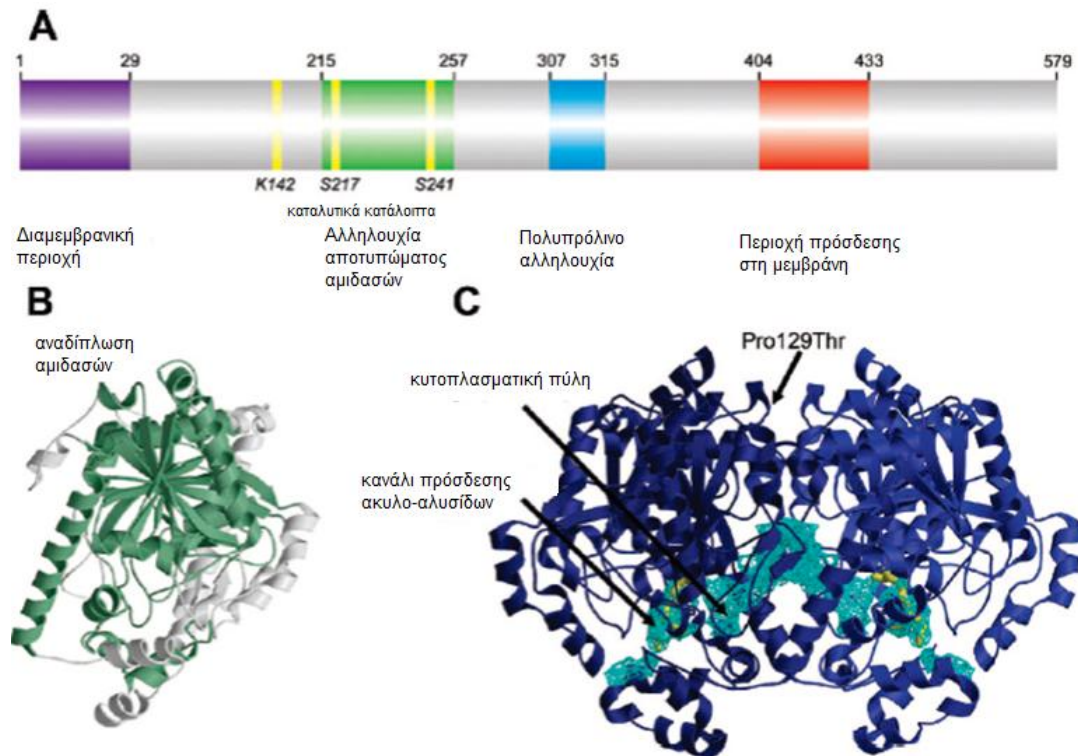 A
1 29 215 257 307 315 404 433 579
K142 S217 S241
καταλυτικά κατάλοιπα
Διαμεμβρανική
περιοχή
Αλληλουχία
αποτυπώματος
αμιδασών
Πολυπρόλινο
αλληλουχία
Περιοχή πρόσδεσης
στη μεμβράνη
B
αναδίπλωση
αμιδασών
C
Pro129Thr
κυτοπλασματική πύλη
κανάλι πρόσδεσης
ακυλο-αλυσίδων